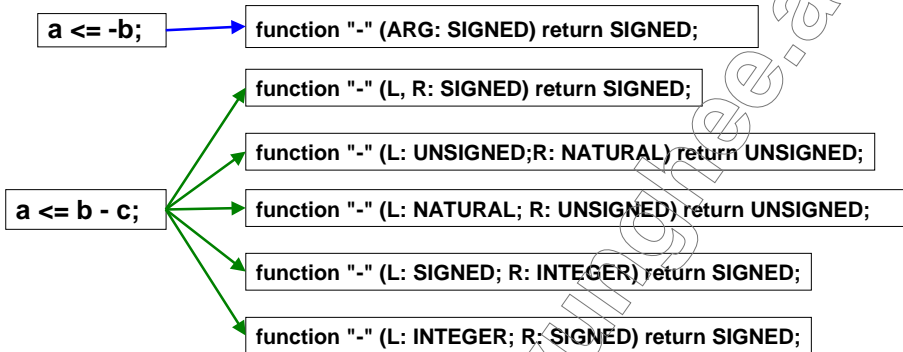 a <= -b;
function "-" (ARG: SIGNED) return SIGNED;
function "-" (L, R: SIGNED) return SIGNED;
function "-" (L: UNSIGNED;R: NATURAL) return UNSIGNED;
a <= b - c;
function "-" (L: NATURAL; R: UNSIGNED) return UNSIGNED;
function "-" (L: SIGNED; R: INTEGER) return SIGNED;
function "-" (L: INTEGER; R: SIGNED) return SIGNED;